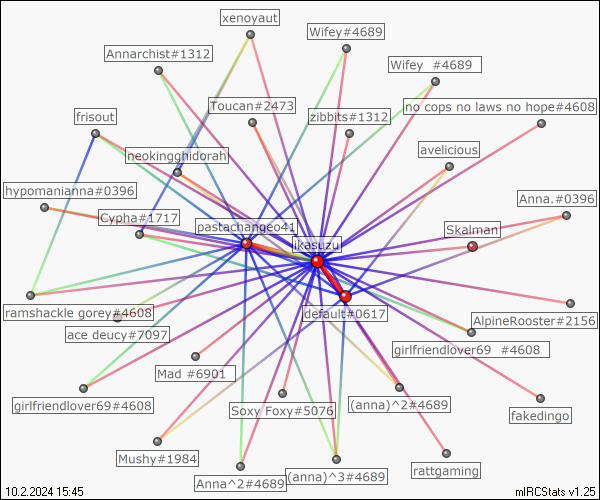 xenoyaut
Wifey#4689
Annarchist#1312
Wifey  #4689
Toucan#2473
no cops no laws no hope#4608
frisout
zibbits#1312
neokingghidorah
avelicious
hypomanianna#0396
Anna.#0396
Cypha#1717
pastachangeo41
Skalman
likasuzu
ramshackle gorey#4608
default#0617
AlpineRooster#2156
ace deucy#7097
girlfriendlover69  #4608
Mad #6901
girlfriendlover69#4608
Soxy Foxy#5076
(anna)^2#4689
fakedingo
Mushy#1984
Anna^2#4689
(anna)^3#4689
rattgaming
10.2.2024 15:45
mIRCStats v1.25